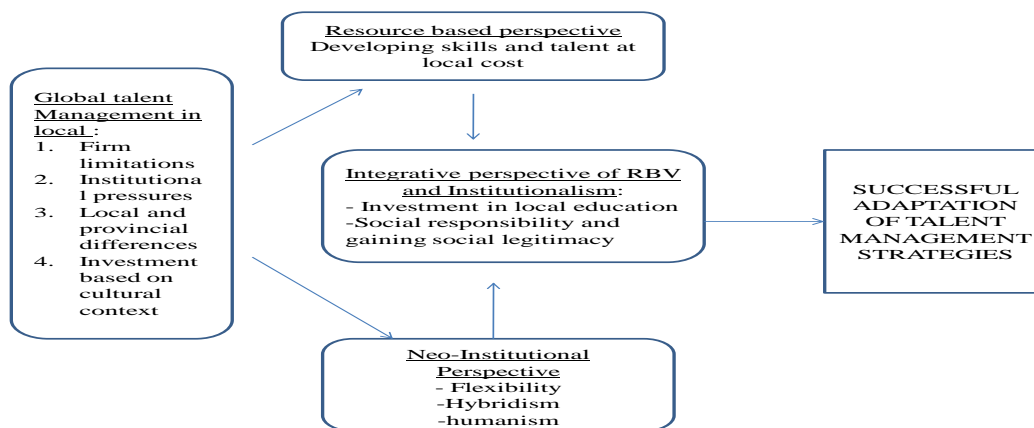 Resource based perspective
Developing skills and talent at
local cost
Global talent
Management in
local :
1. Firm
limitations
2. Institutiona
l pressures
3. Local and
provincial
differences
4. Investment
based on
cultural
context
Integrative perspective of RBV
and Institutionalism:
- Investment in local education
-Social responsibility and
gaining social legitimacy
SUCCESSFUL
ADAPTATION
OF TALENT
MANAGEMENT
STRATEGIES
Neo-Institutional
Perspective
- Flexibility
-Hybridism
-humanism